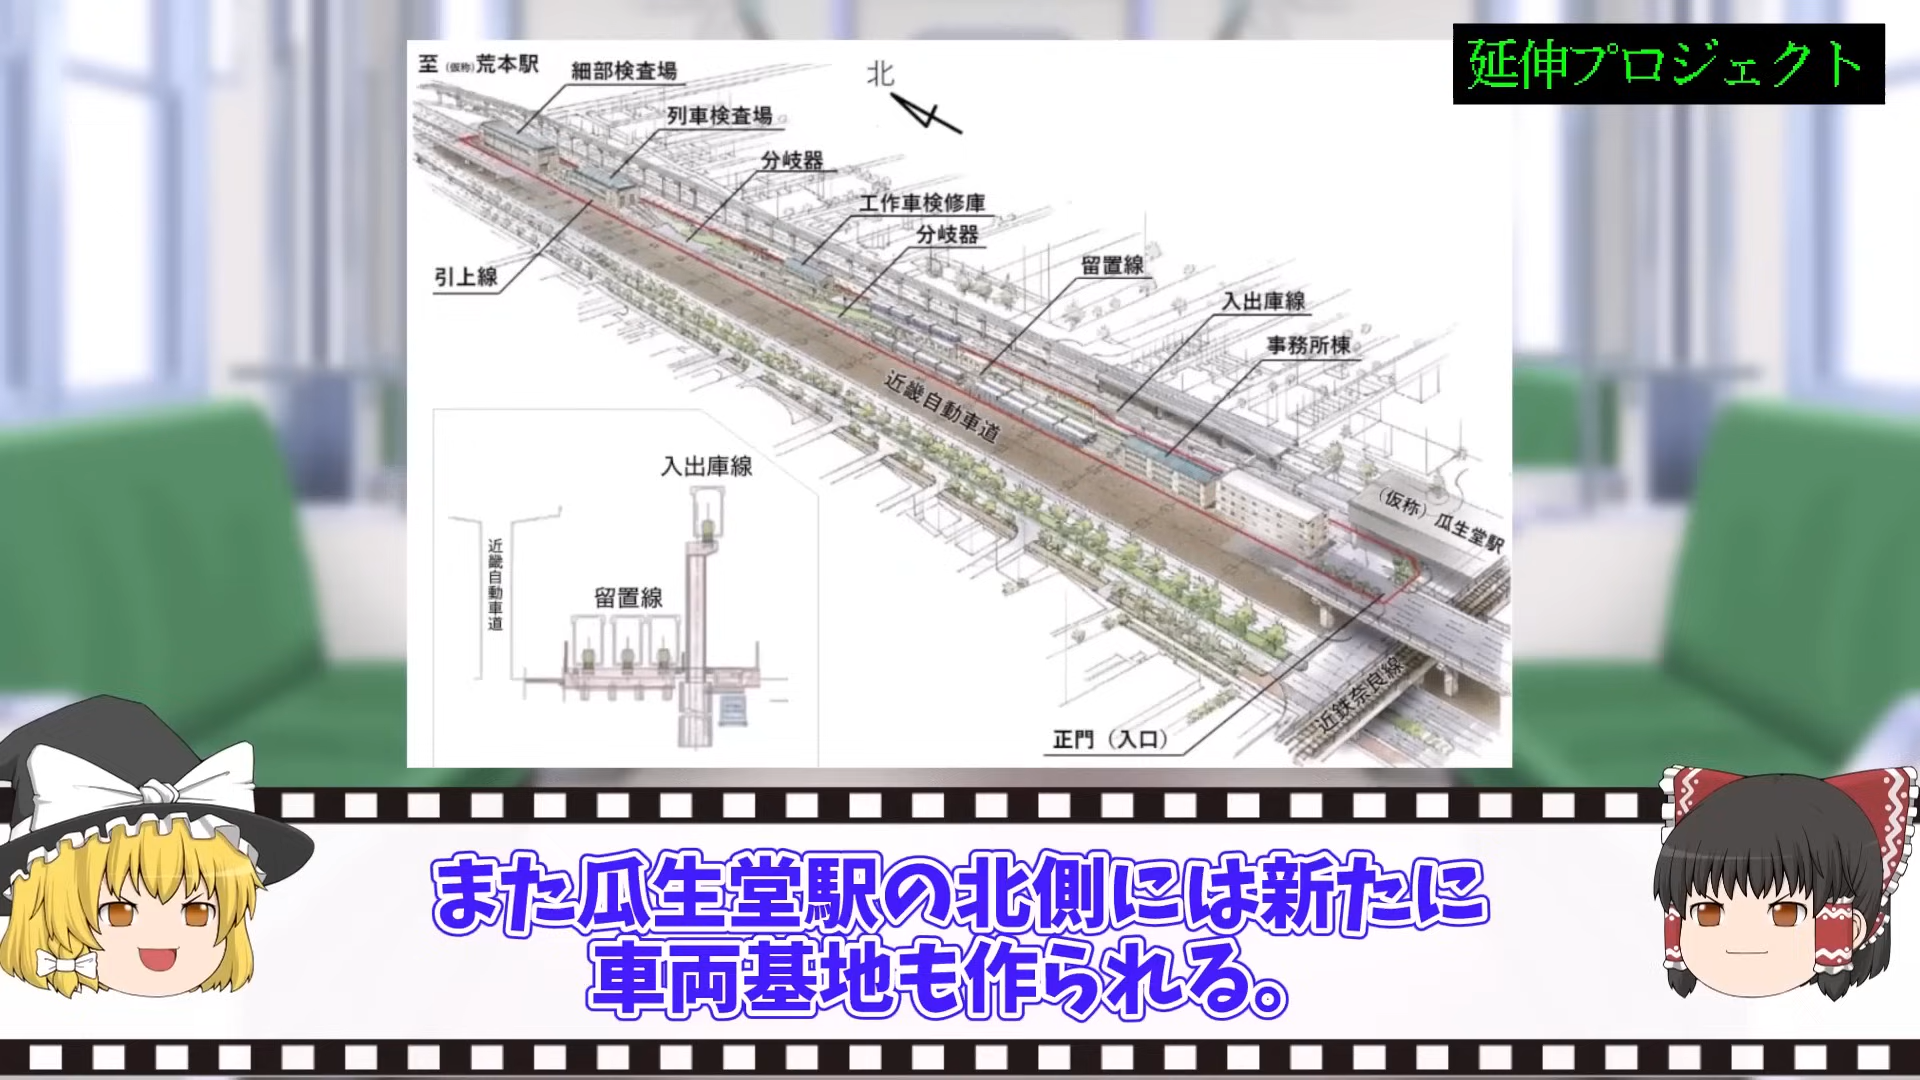 延伸プロジェクト
至(仮称)荒本駅
細部検査場
北
列車検査場
分岐器
工作車検修庫
分岐器
引上線
留置線
入出庫線
事務所棟
近畿自動車道
(仮称)瓜生堂駅
入出庫線
近畿自動車道
留置線
近鉄奈良線
正門(入口)
また瓜生堂駅の北側には新たに
車両基地も作られる。